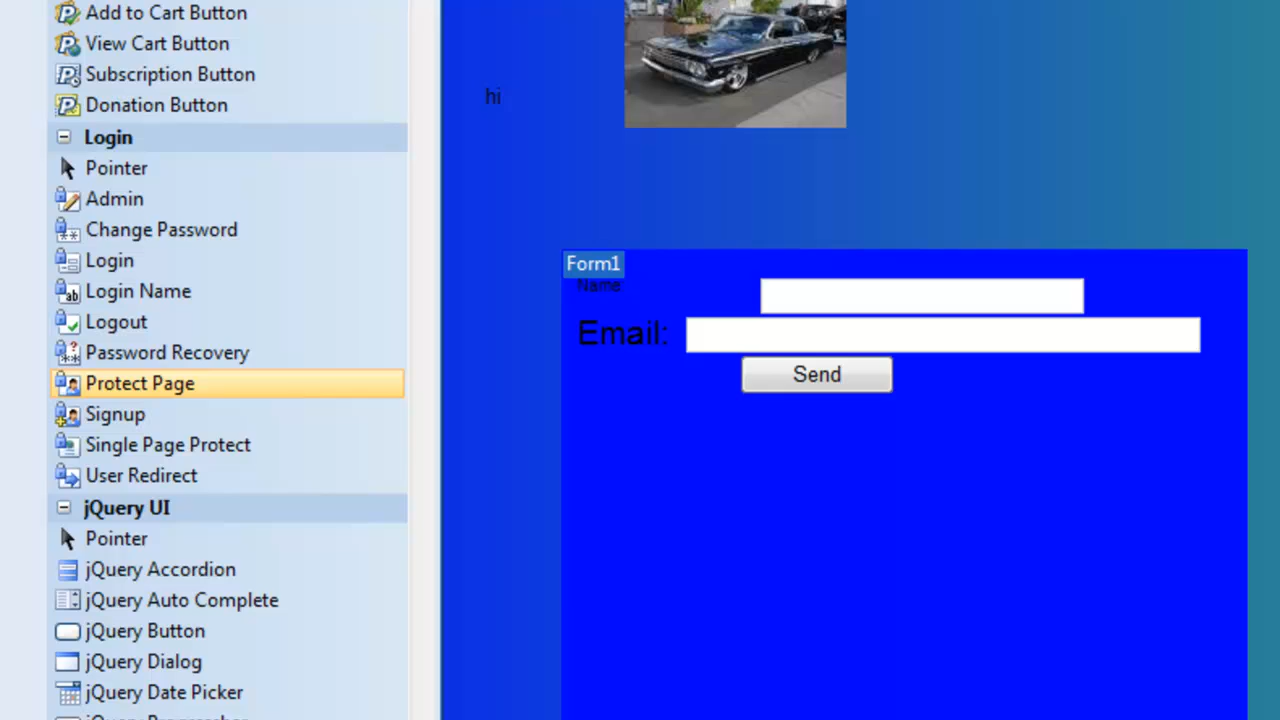 Add to Cart Button
View Cart Button
Subscription Button
Donation Button
Login
Pointer
Admin
Change Password
Login
Login Name
Logout
Password Recovery
Protect Page
Signup
Single Page Protect
User Redirect
jQuery UI
Pointer
jQuery Accordion
jQuery Auto Complete
jQuery Button
jQuery Dialog
jQuery Date Picker
hi
Form1
Name
Email:
Send